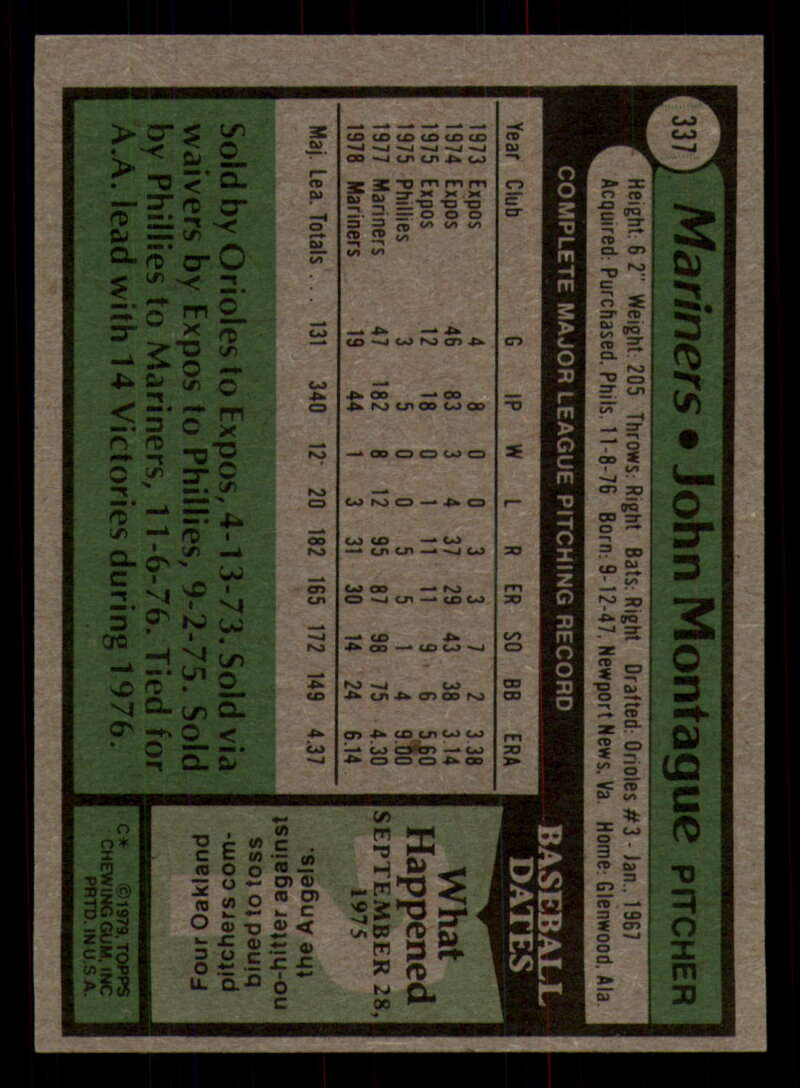 337
Mariners • John Montague PITCHER
Height: 6 2" Weight: 205 Throws: Right Bats: Right Drafted: Orioles #3 - Jan., 1967
Acquired: Purchased, Phils. 11-8-76 Born: 9-12-47, Newport News, Va. Home: Glenwood, Ala.
COMPLETE MAJOR LEAGUE PITCHING RECORD
Year Club G IP W L R ER SO BB ERA
1973 Expos 4 8 0 0 3 3 7 2 3.38
1974 Expos 46 83 3 4 37 29 43 38 3.14
1975 Expos 12 18 0 1 11 11 9 6 5.60
1975 Phillies 3 5 0 0 5 5 1 4 9.00
1977 Mariners 47 182 8 12 95 87 98 75 4.30
1978 Mariners 19 44 1 3 31 30 14 24 6.14
Maj. Lea. Totals . . . 131 340 12 20 182 165 172 149 4.37
Sold by Orioles to Expos, 4-13-73. Sold via
waivers by Expos to Phillies, 9-2-75. Sold
by Phillies to Mariners, 11-6-76. Tied for
A.A. lead with 14 Victories during 1976.
BASEBALL
DATES
What
Happened
SEPTEMBER 28,
1975
Four Oakland
pitchers com-
bined to toss
no-hitter against
the Angels.
C* ©1979, TOPPS
CHEWING GUM, INC
PRTD. IN U.S.A.